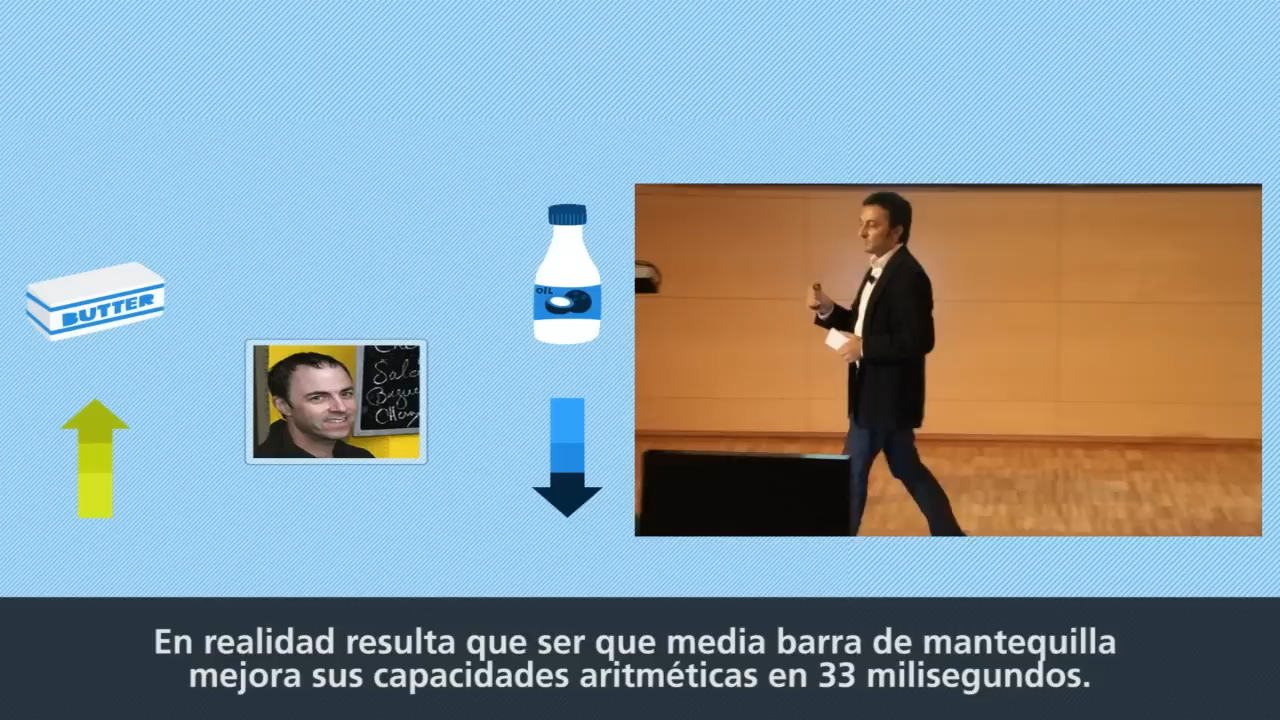 BUTTER
OIL
En realidad resulta que ser que media barra de mantequilla
mejora sus capacidades aritméticas en 33 milisegundos.